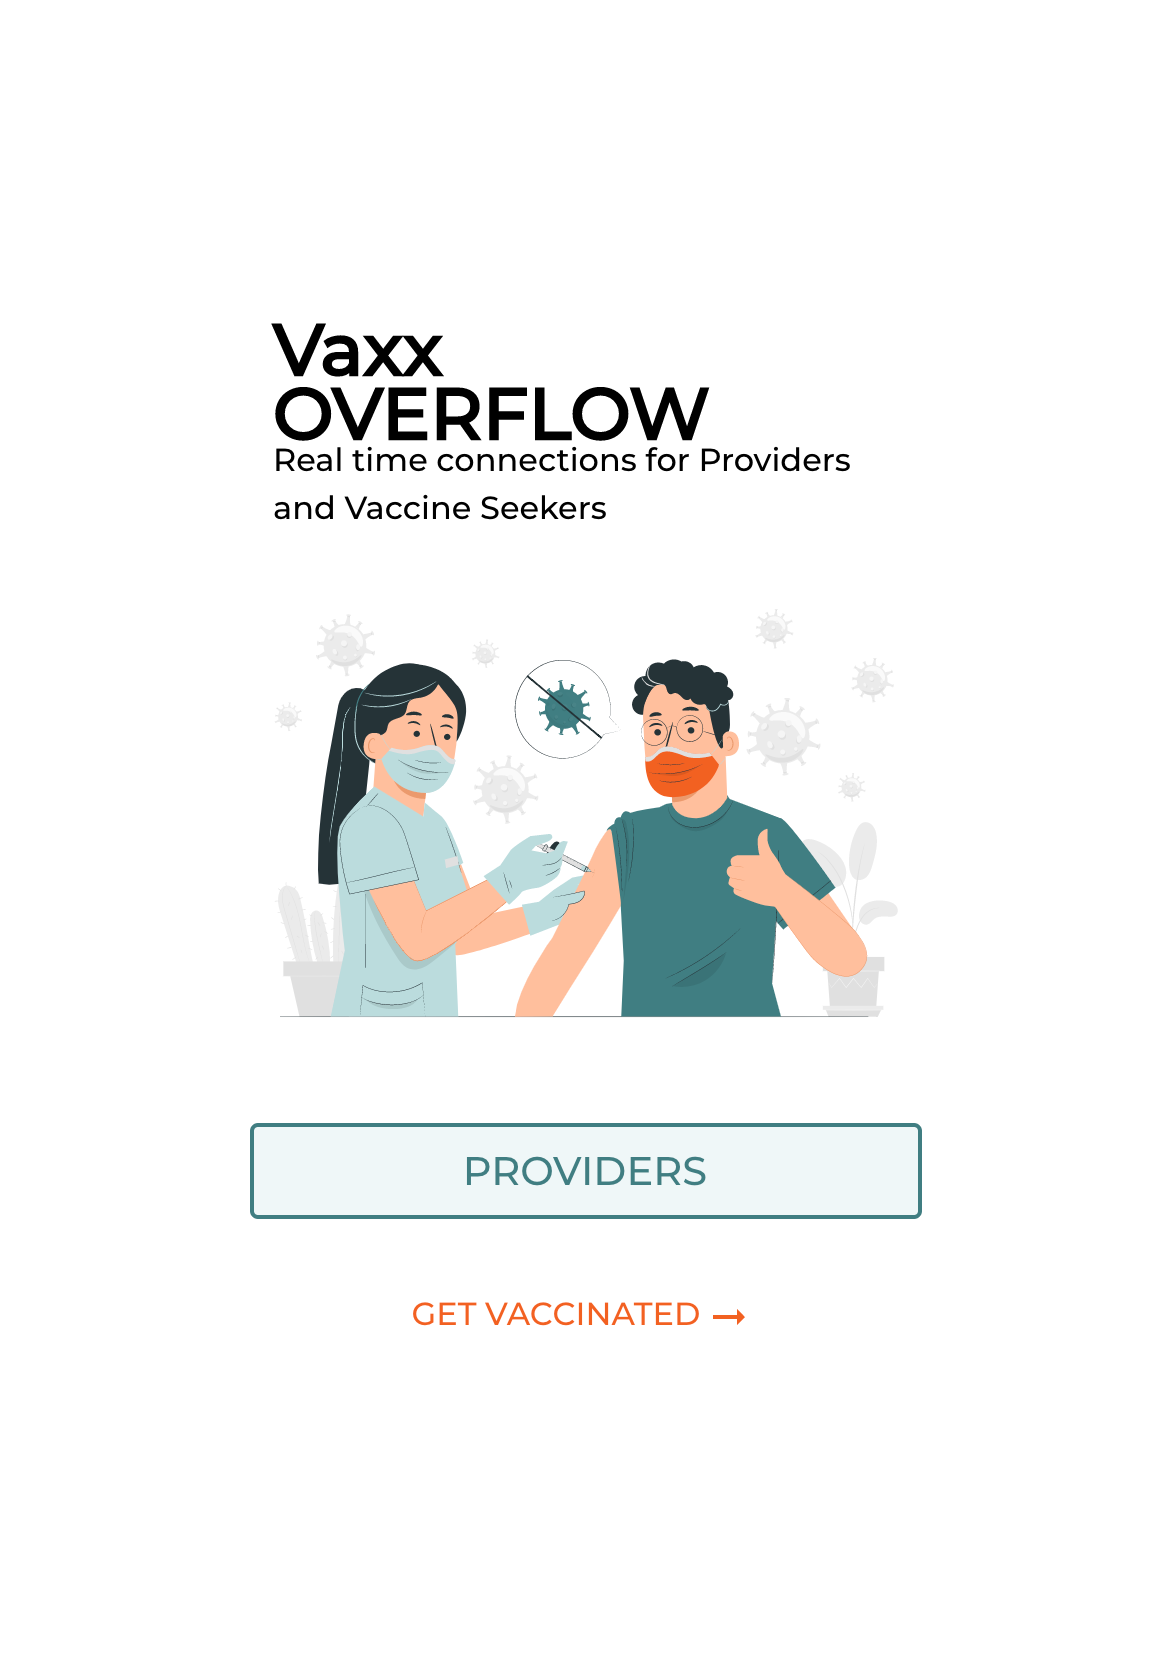 Vaxx
OVERFLOW
Real time connections for Providers
and Vaccine Seekers
PROVIDERS
GET VACCINATED